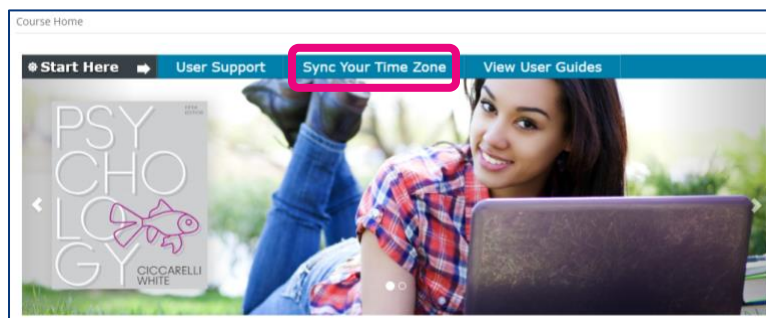 Course Home
Start Here
User Support
Sync Your Time Zone
View User Guides
PSY
CHO
LO
GY
CICCARELLI
WHITE